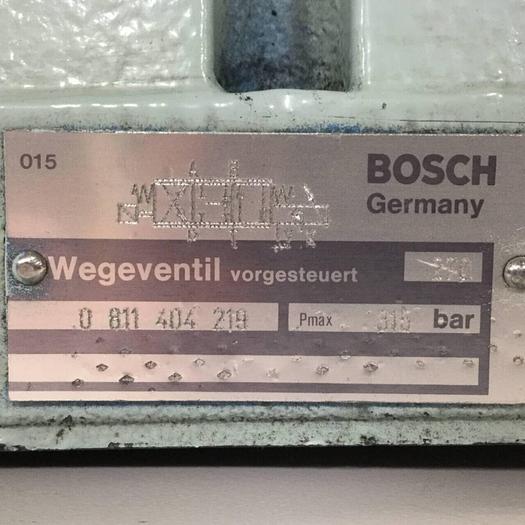 015
BOSCH
Germany
Wegeventil vorgesteuert
0 811 404 219
Pmax 315 bar